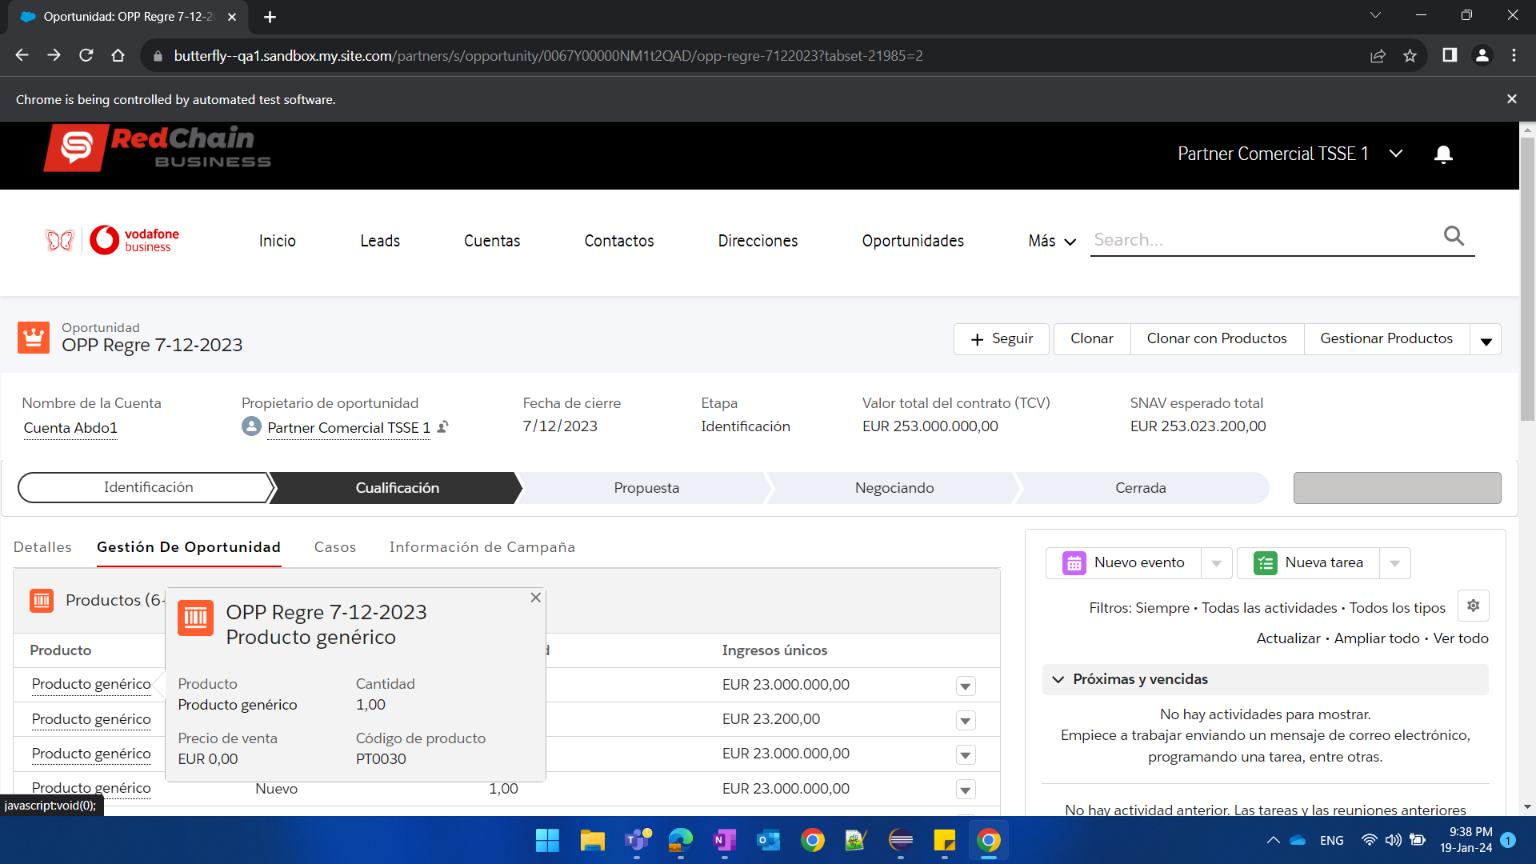 Oportunidad: OPP Regre 7-12-2
butterfly--qa1.sandbox.my.site.com/partners/s/opportunity/0067Y00000NM1t2QAD/opp-regre-7122023?tabset-21985=2
Chrome is being controlled by automated test software.
RedChain
BUSINESS
Partner Comercial TSSE 1
vodafone
business
Inicio
Leads
Cuentas
Contactos
Direcciones
Oportunidades
Más
Search...
Oportunidad
OPP Regre 7-12-2023
Seguir
Clonar
Clonar con Productos
Gestionar Productos
Nombre de la Cuenta
Propietario de oportunidad
Fecha de cierre
Etapa
Valor total del contrato (TCV)
SNAV esperado total
Cuenta Abdo1
Partner Comercial TSSE 1
7/12/2023
Identificación
EUR 253.000.000,00
EUR 253.023.200,00
Identificación
Cualificación
Propuesta
Negociando
Cerrada
Detalles
Gestión De Oportunidad
Casos
Información de Campaña
Productos (6
OPP Regre 7-12-2023
Producto genérico
Producto
Cantidad
Producto genérico
1,00
Precio de venta
Código de producto
EUR 0,00
PT0030
Producto
d
Ingresos únicos
Producto genérico
EUR 23.000.000,00
Producto genérico
EUR 23.200,00
Producto genérico
EUR 23.000.000,00
Producto genérico
Nuevo
1,00
EUR 23.000.000,00
Nuevo evento
Nueva tarea
Filtros: Siempre • Todas las actividades • Todos los tipos
Actualizar • Ampliar todo • Ver todo
Próximas y vencidas
No hay actividades para mostrar.
Empiece a trabajar enviando un mensaje de correo electrónico,
programando una tarea, entre otras.
No hay actividad anterior. Las tareas y las reuniones anteriores
javascript:void(0);
ENG
9:38 PM
19-Jan-24
1